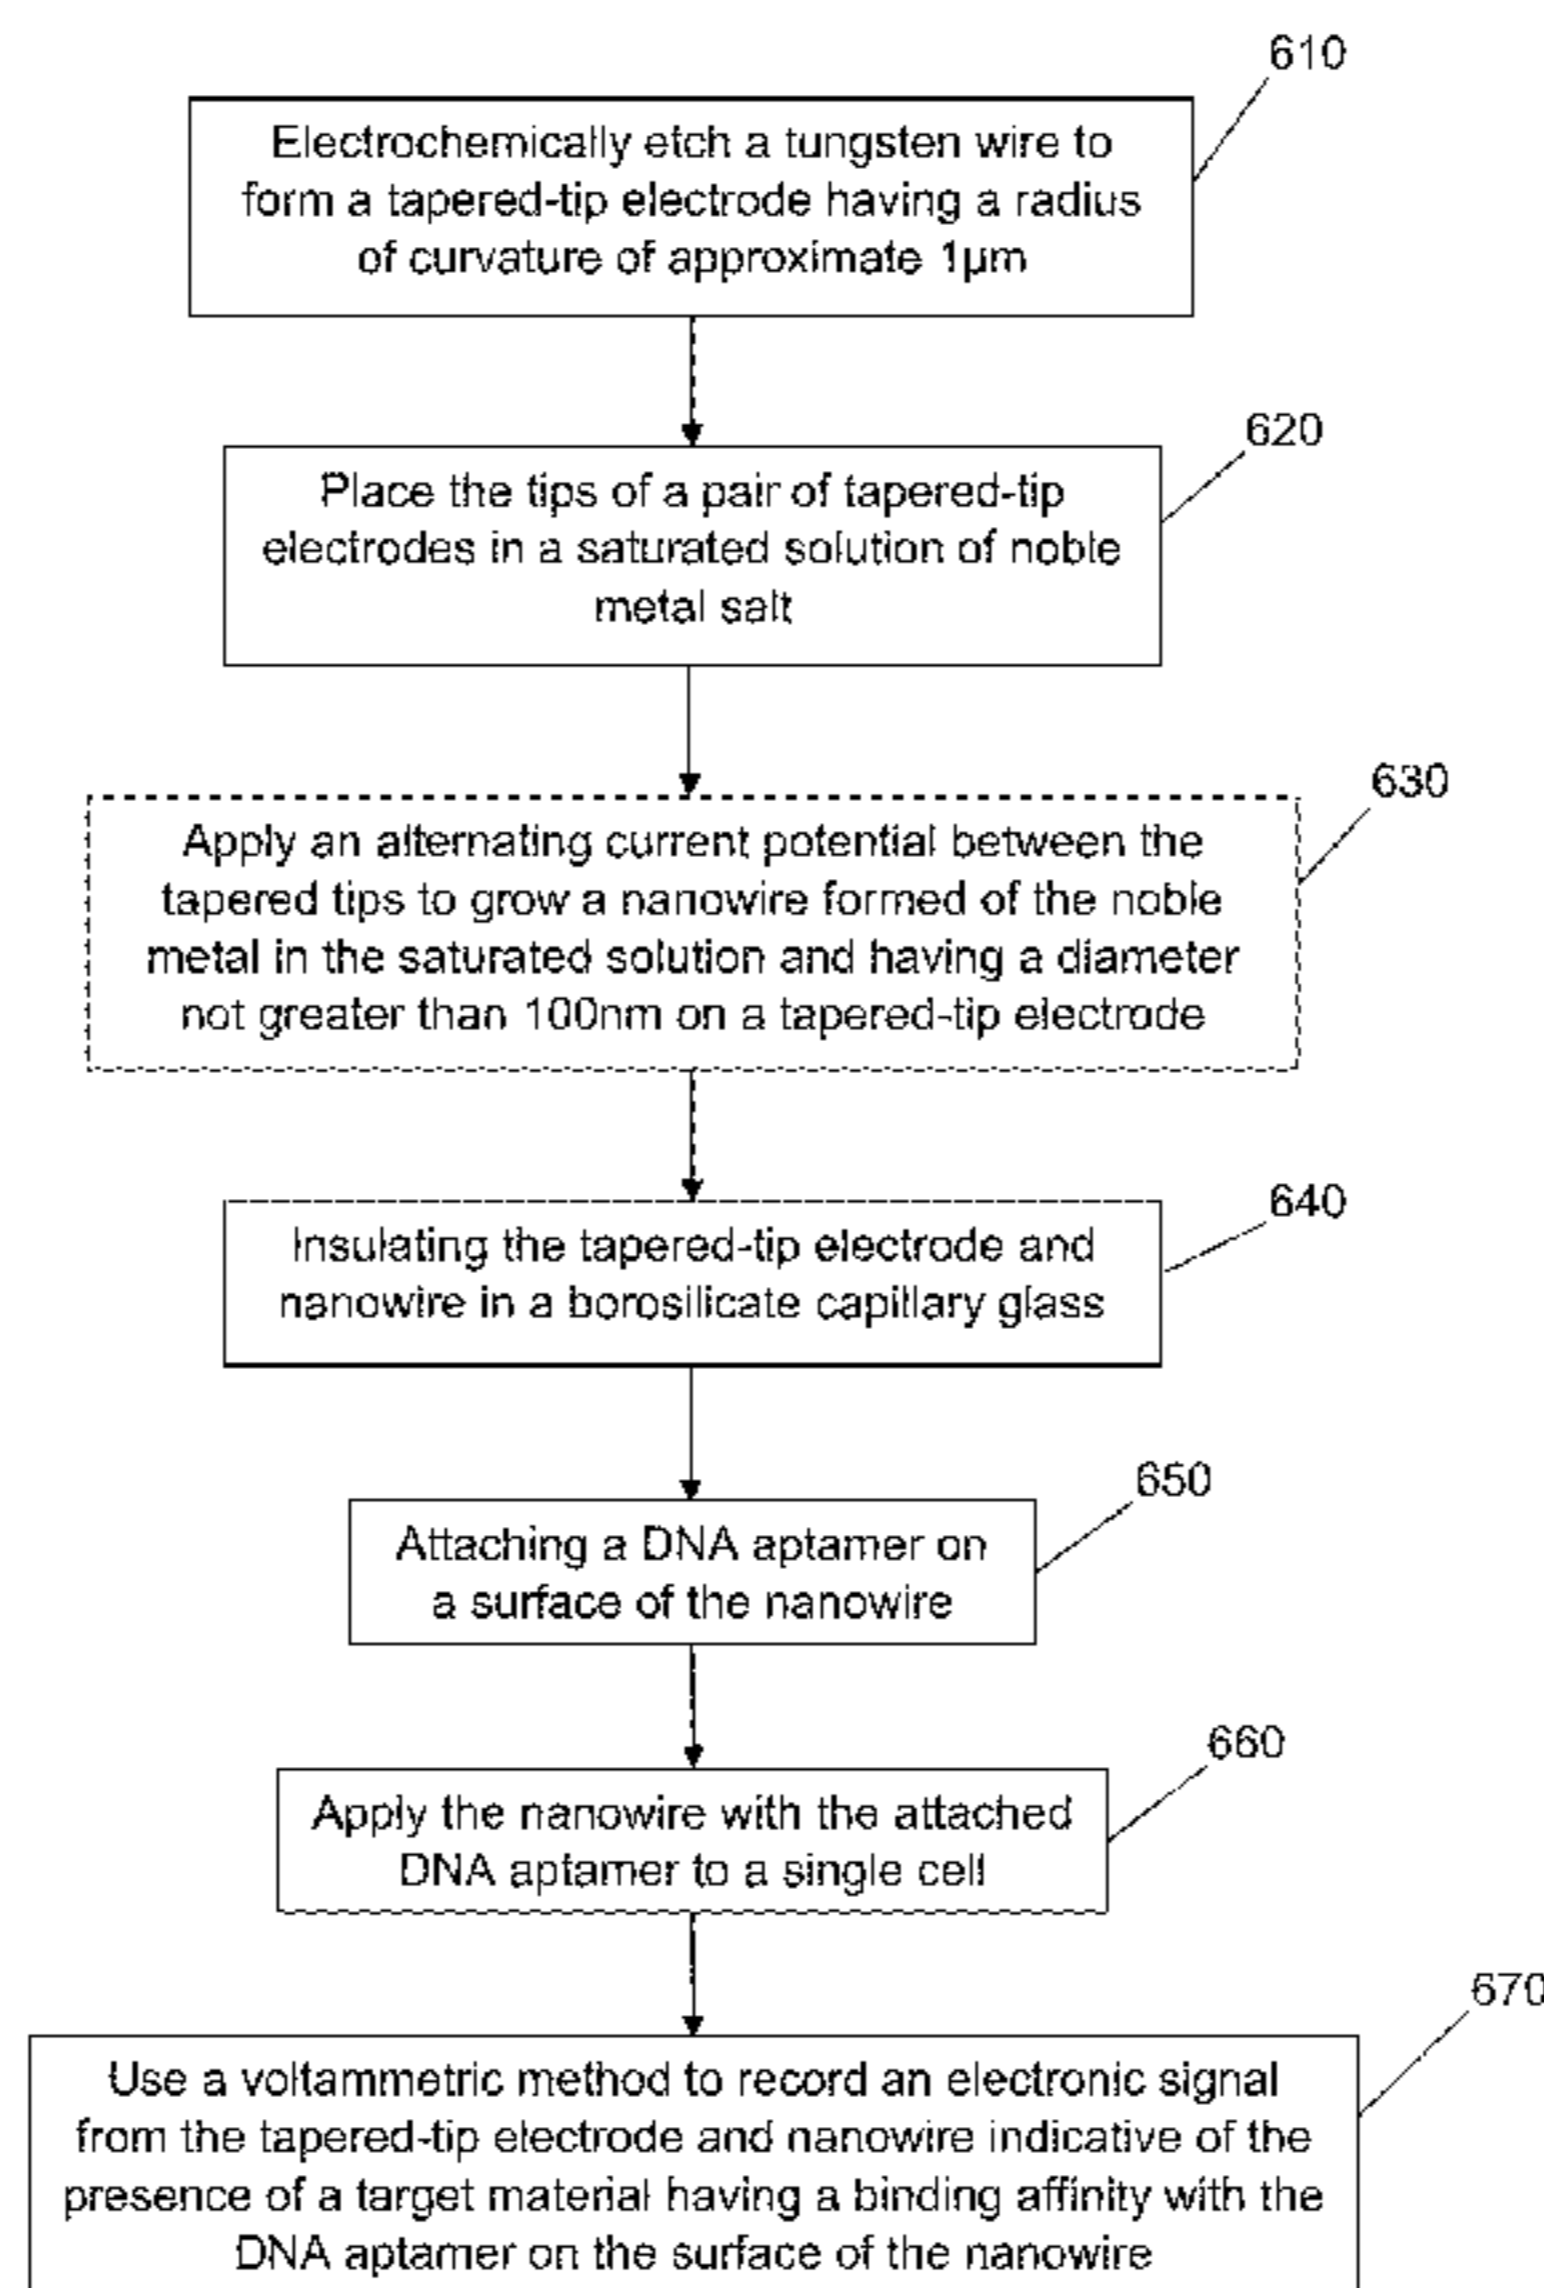 610
Electrochemically etch a tungsten wire to
form a tapered-tip electrode having a radius
of curvature of approximate 1µm
620
Place the tips of a pair of tapered-tip
electrodes in a saturated solution of noble
metal salt
630
Apply an alternating current potential between the
tapered tips to grow a nanowire formed of the noble
metal in the saturated solution and having a diameter
not greater than 100nm on a tapered-tip electrode
640
Insulating the tapered-tip electrode and
nanowire in a borosilicate capillary glass
650
Attaching a DNA aptamer on
a surface of the nanowire
660
Apply the nanowire with the attached
DNA aptamer to a single cell
670
Use a voltammetric method to record an electronic signal
from the tapered-tip electrode and nanowire indicative of the
presence of a target material having a binding affinity with the
DNA aptamer on the surface of the nanowire